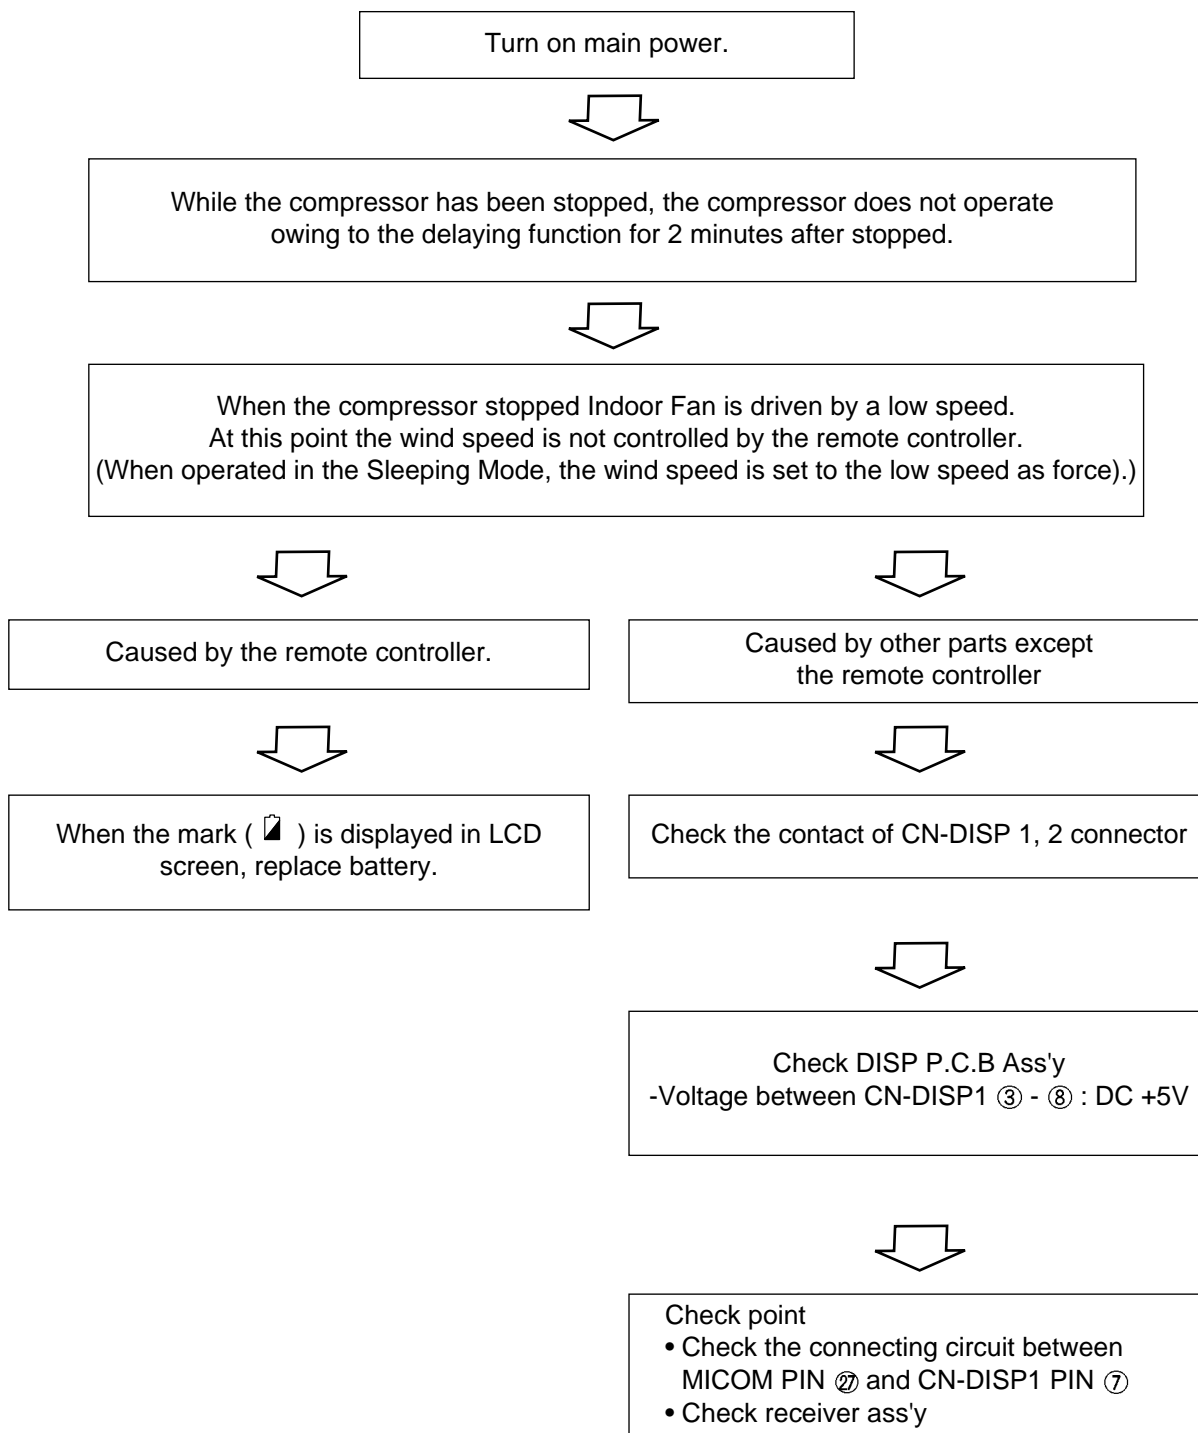 Turn on main power.
While the compressor has been stopped, the compressor does not operate
owing to the delaying function for 2 minutes after stopped.
When the compressor stopped Indoor Fan is driven by a low speed.
At this point the wind speed is not controlled by the remote controller.
(When operated in the Sleeping Mode, the wind speed is set to the low speed as force).)
Caused by the remote controller.
When the mark ( ) is displayed in LCD
screen, replace battery.
Caused by other parts except
the remote controller
Check the contact of CN-DISP 1, 2 connector
Check DISP P.C.B Ass'y
-Voltage between CN-DISP1 ③ - ⑧ : DC +5V
Check point
• Check the connecting circuit between
MICOM PIN ㉗ and CN-DISP1 PIN ⑦
• Check receiver ass'y